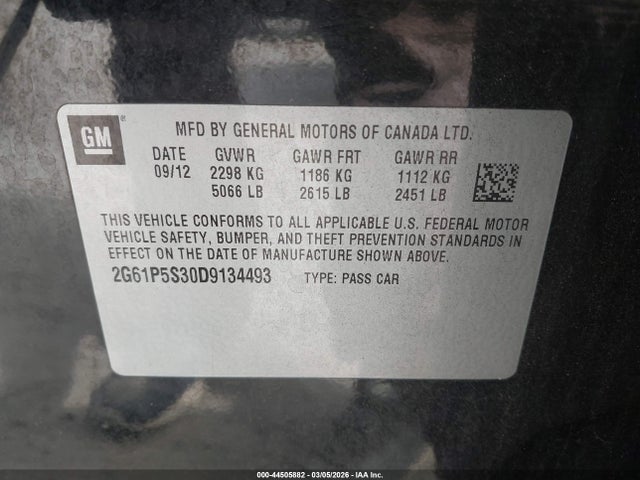 GM®
MFD BY GENERAL MOTORS OF CANADA LTD.
DATE GVWR GAWR FRT GAWR RR
09/12 2298 KG 1186 KG 1112 KG
5066 LB 2615 LB 2451 LB
THIS VEHICLE CONFORMS TO ALL APPLICABLE U.S. FEDERAL MOTOR
VEHICLE SAFETY, BUMPER, AND THEFT PREVENTION STANDARDS IN
EFFECT ON THE DATE OF MANUFACTURE SHOWN ABOVE.
2G61P5S30D9134493 TYPE: PASS CAR
000-44505882 | 03/05/2026 | IAA Inc.